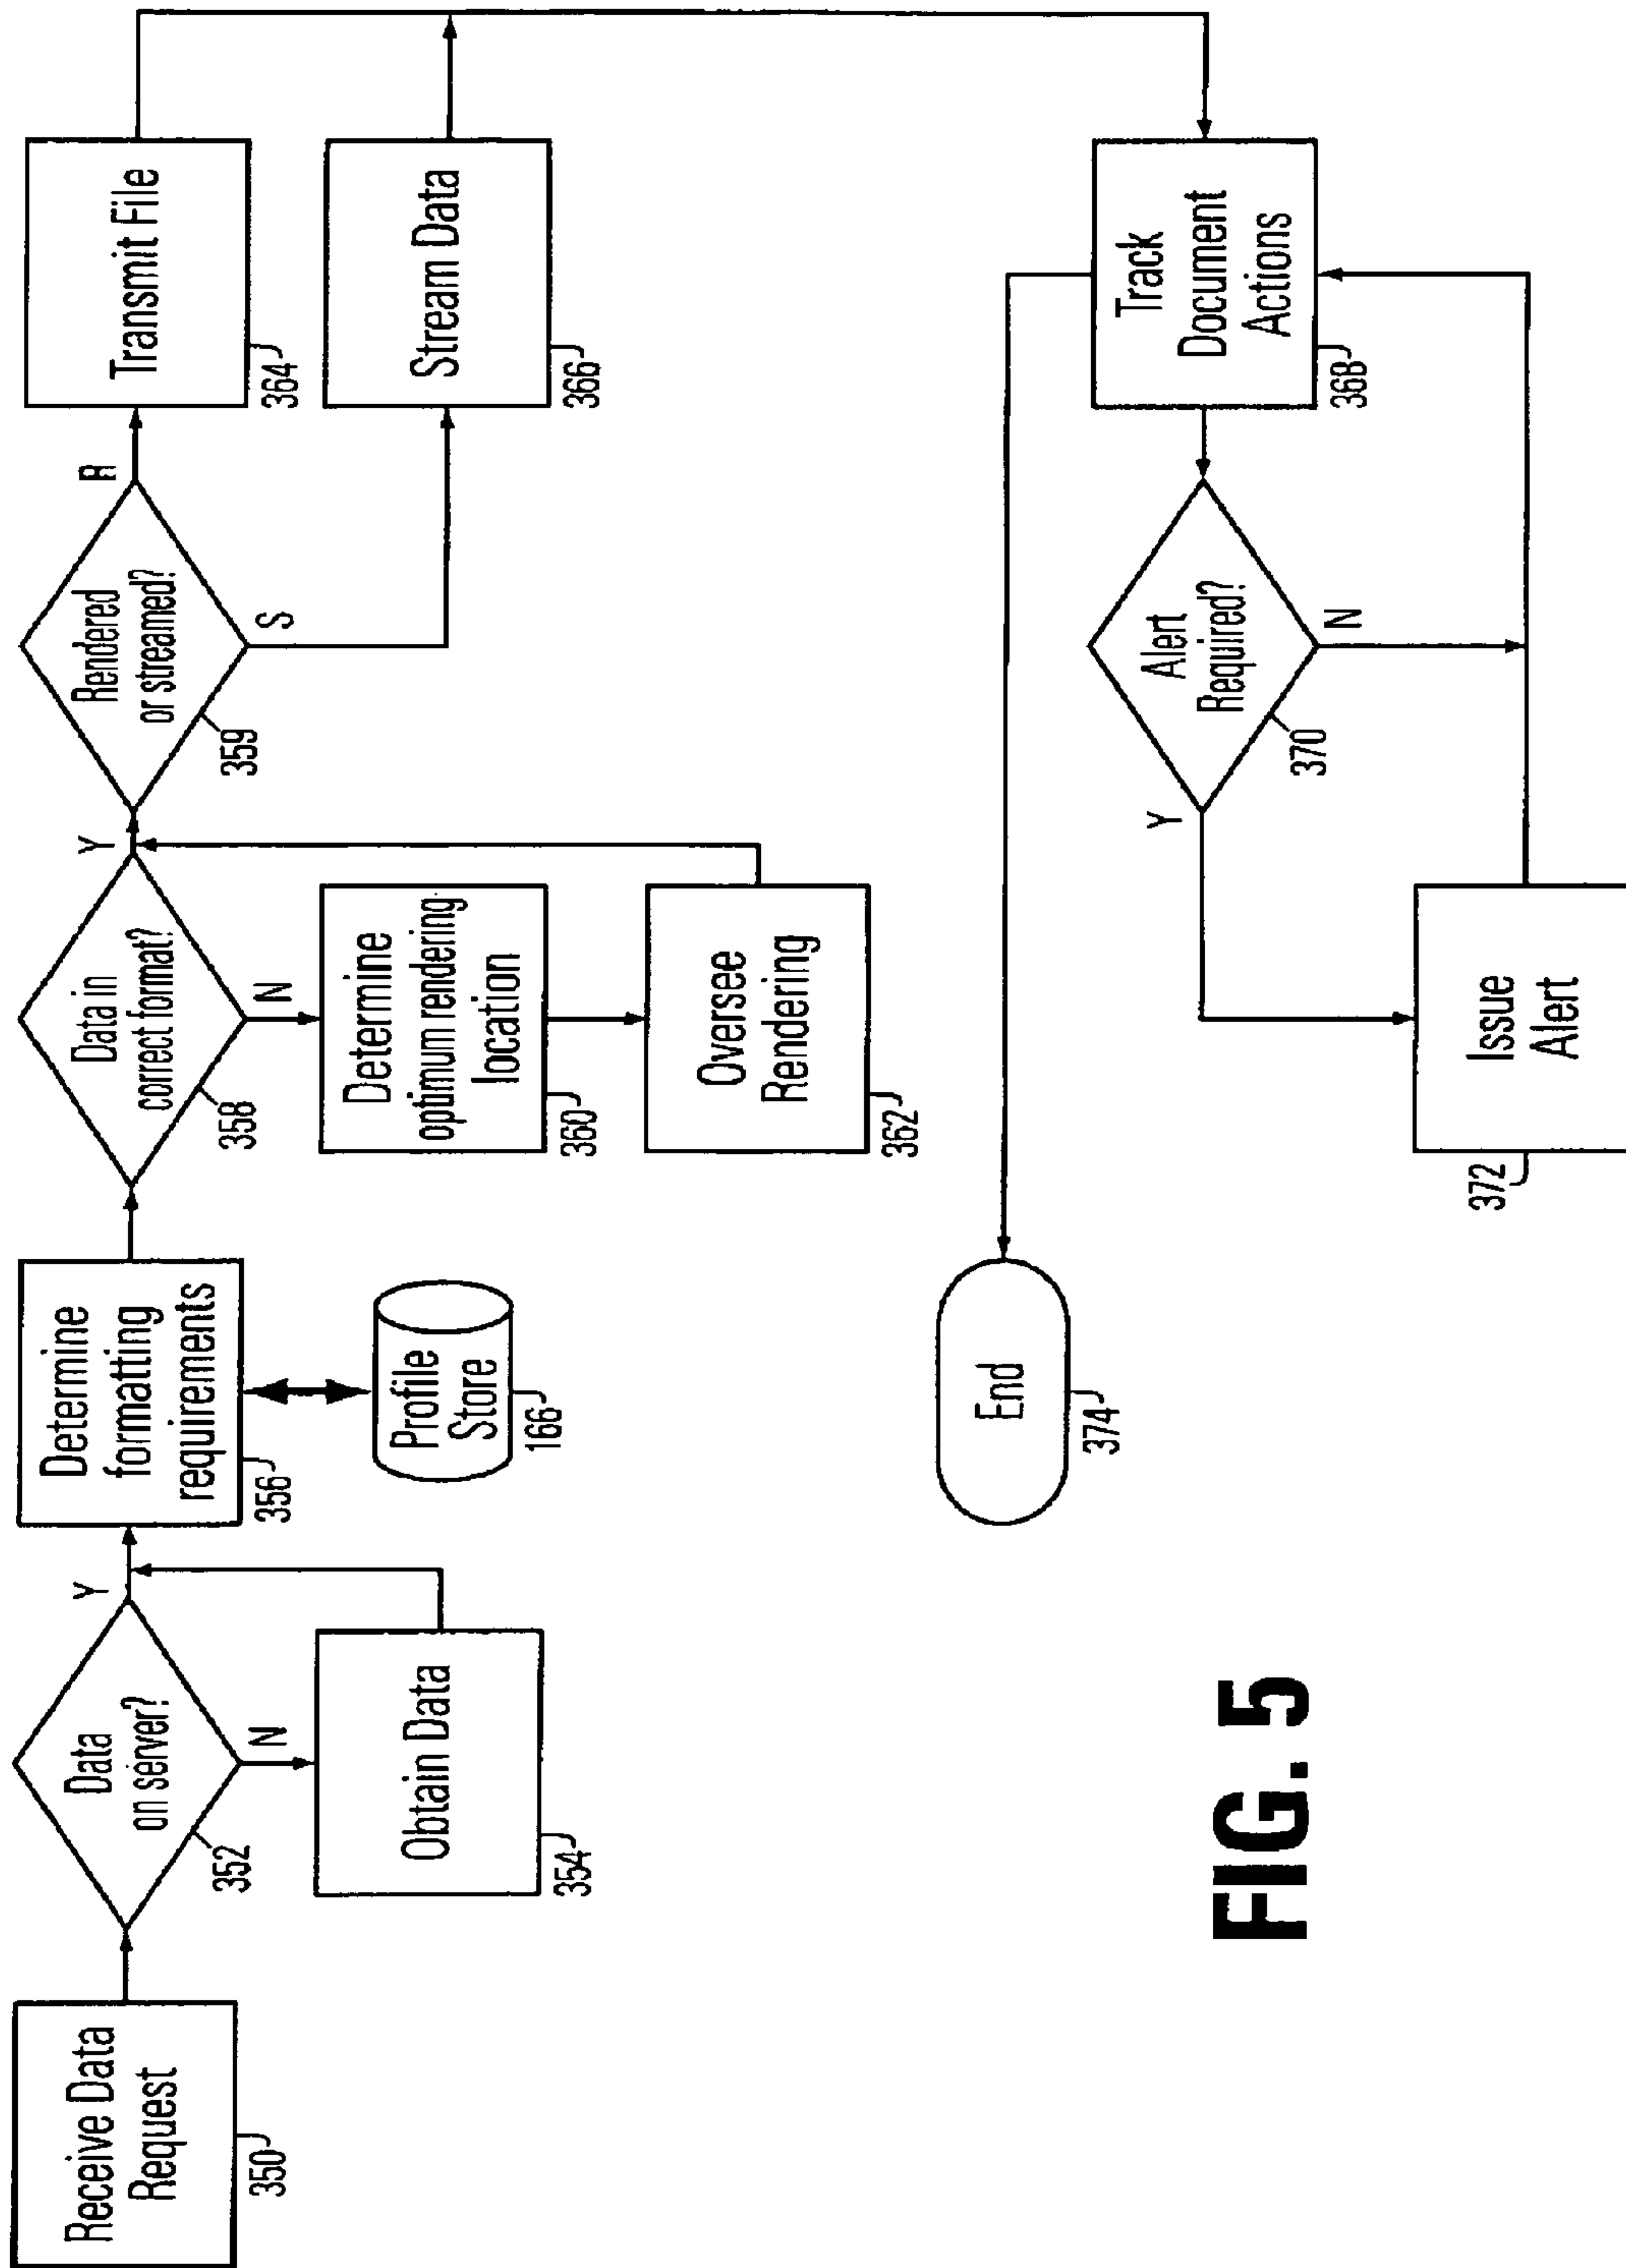 Receive Data
Request
350
Data
on server?
352
Y
N
Obtain Data
354
Determine
formatting
requirements
356
Profile
Store
166
Data in
correct format?
358
Y
N
Determine
optimum rendering
location
360
Oversee
Rendering
362
Rendered
or streamed?
359
R
S
Transmit File
364
Stream Data
366
Track
Document
Actions
368
Alert
Required?
370
Y
N
Issue
Alert
372
End
374
FIG. 5